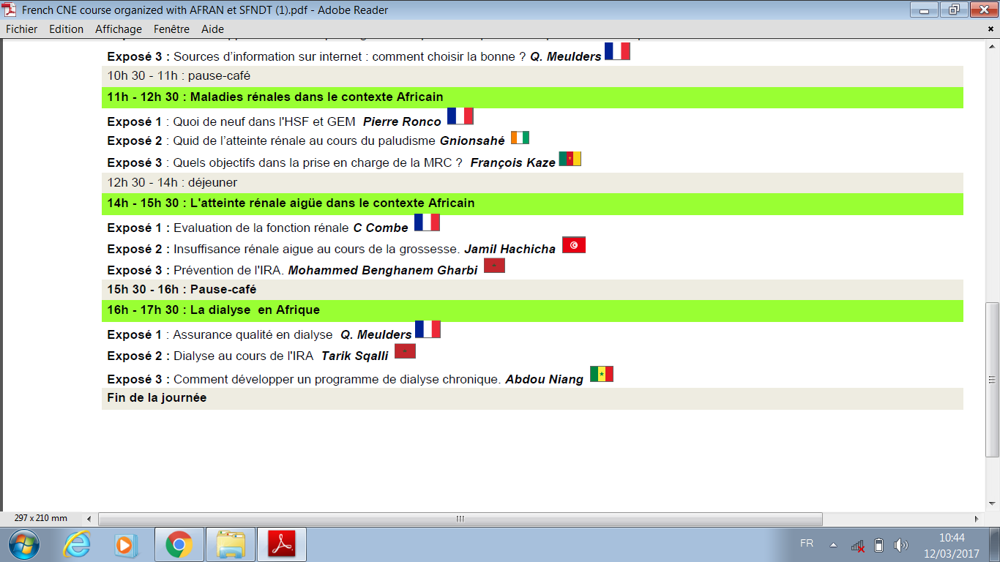 French CNE course organized with AFRAN et SFNDT (1).pdf - Adobe Reader
Fichier Edition Affichage Fenêtre Aide
Exposé 3 : Sources d'information sur internet : comment choisir la bonne ? Q. Meulders
10h 30 - 11h : pause-café
11h - 12h 30 : Maladies rénales dans le contexte Africain
Exposé 1 : Quoi de neuf dans l'HSF et GEM Pierre Ronco
Exposé 2 : Quid de l'atteinte rénale au cours du paludisme Gnionsahé
Exposé 3 : Quels objectifs dans la prise en charge de la MRC ? François Kaze
12h 30 - 14h : déjeuner
14h - 15h 30 : L'atteinte rénale aigüe dans le contexte Africain
Exposé 1 : Evaluation de la fonction rénale C Combe
Exposé 2 : Insuffisance rénale aigue au cours de la grossesse. Jamil Hachicha
Exposé 3 : Prévention de l'IRA. Mohammed Benghanem Gharbi
15h 30 - 16h : Pause-café
16h - 17h 30 : La dialyse en Afrique
Exposé 1 : Assurance qualité en dialyse Q. Meulders
Exposé 2 : Dialyse au cours de l'IRA Tarik Sqalli
Exposé 3 : Comment développer un programme de dialyse chronique. Abdou Niang
Fin de la journée
297 x 210 mm
FR
10:44
12/03/2017